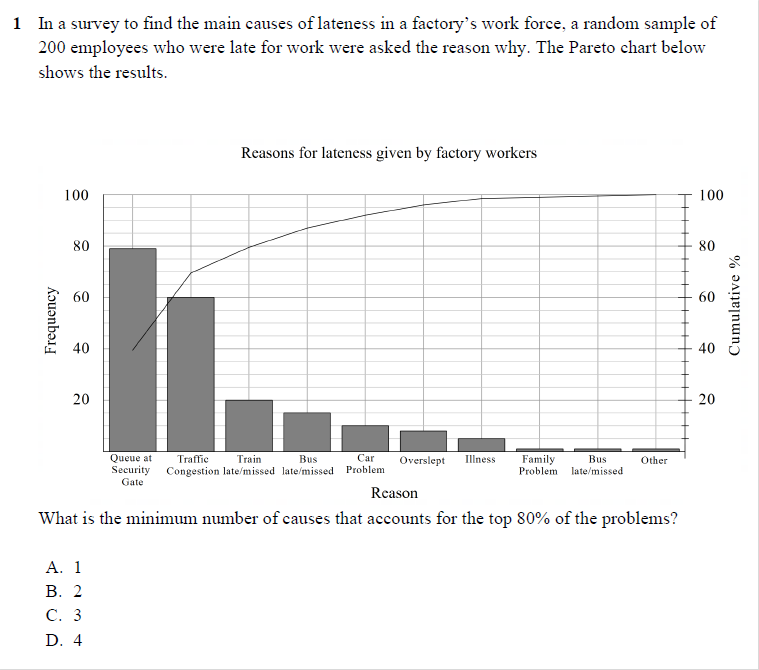 1 In a survey to find the main causes of lateness in a factory's work force, a random sample of
200 employees who were late for work were asked the reason why. The Pareto chart below
shows the results.
Reasons for lateness given by factory workers
100
80
60
40
20
Frequency
100
80
60
40
20
Cumulative %
Queue at
Security
Gate
Traffic
Congestion
Train
late/missed
Bus
late/missed
Car
Problem
Overslept
Illness
Family
Problem
Bus
late/missed
Other
Reason
What is the minimum number of causes that accounts for the top 80% of the problems?
A. 1
B. 2
C. 3
D. 4